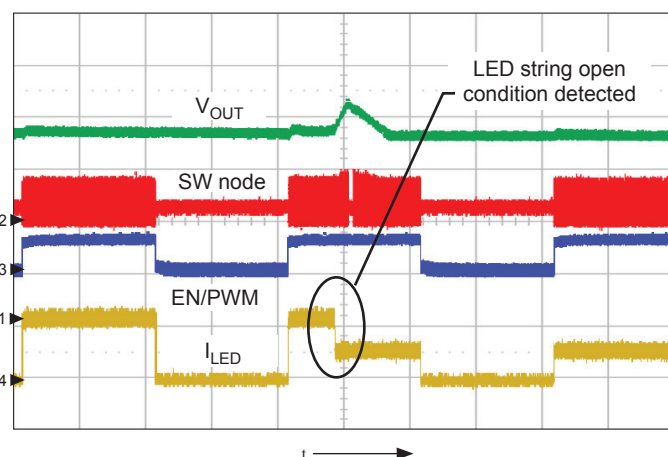 LED string open
condition detected
VOUT
SW node
2
3
EN/PWM
1
ILED
4
t